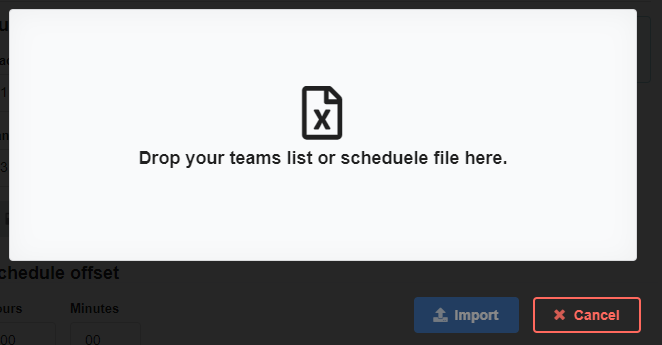 Drop your teams list or scheduele file here.
chedule offset
ours Minutes
00 00
Import Cancel